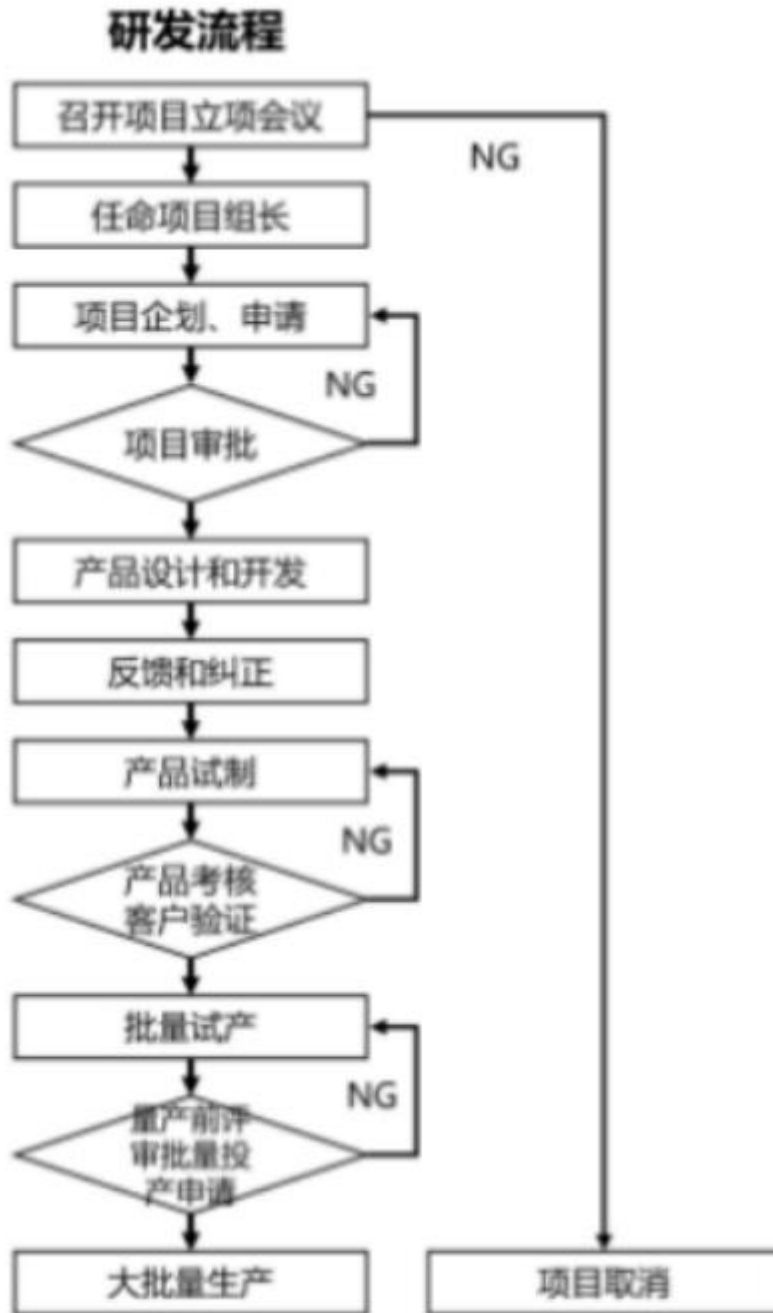 研发流程
召开项目立项会议
NG
任命项目组长
项目企划、申请
NG
项目审批
产品设计和开发
反馈和纠正
产品试制
NG
产品考核
客户验证
批量试产
NG
量产前评
审批量投
产申请
大批量生产
项目取消